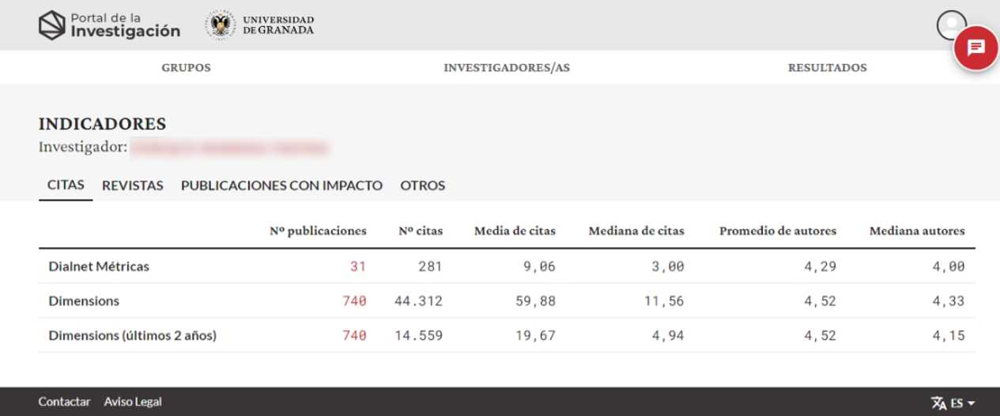 Portal de la
Investigación
UNIVERSIDAD
DE GRANADA
GRUPOS INVESTIGADORES/AS RESULTADOS
INDICADORES
Investigador:
CITAS REVISTAS PUBLICACIONES CON IMPACTO OTROS
Nº publicaciones Nº citas Media de citas Mediana de citas Promedio de autores Mediana autores
Dialnet Métricas 31 281 9,06 3,00 4,29 4,00
Dimensions 740 44.312 59,88 11,56 4,52 4,33
Dimensions (últimos 2 años) 740 14.559 19,67 4,94 4,52 4,15
Contactar Aviso Legal ES